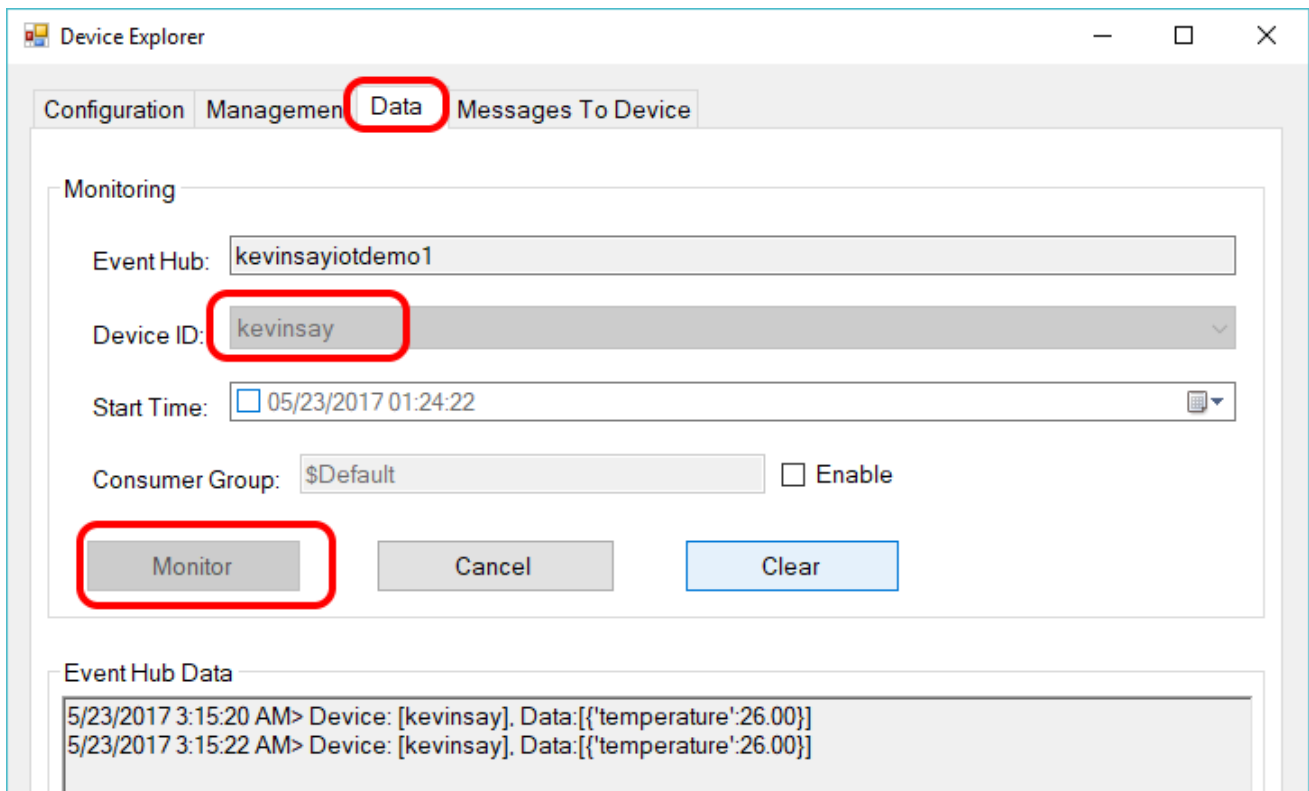 Device Explorer
Configuration Managemen Data Messages To Device
Monitoring
Event Hub: kevinsayiotdemo1
Device ID: kevinsay
Start Time: 05/23/2017 01:24:22
Consumer Group: $Default Enable
Monitor Cancel Clear
Event Hub Data
5/23/2017 3:15:20 AM> Device: [kevinsay], Data:[{'temperature':26.00}]
5/23/2017 3:15:22 AM> Device: [kevinsay], Data:[{'temperature':26.00}]